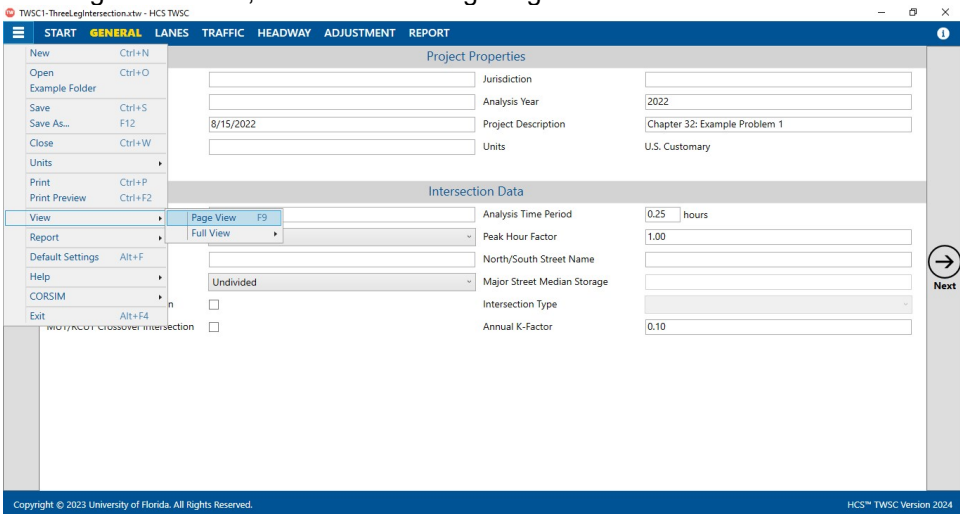 TWSC1-ThreeLegIntersection.xtw - HCS TWSC
START GENERAL LANES TRAFFIC HEADWAY ADJUSTMENT REPORT
New Ctrl+N
Open Ctrl+O
Example Folder
Save Ctrl+S
Save As... F12
Close Ctrl+W
Units
Print Ctrl+P
Print Preview Ctrl+F2
View
Page View F9
Full View
Report
Default Settings Alt+F
Help
CORSIM
Exit Alt+F4
Project Properties
Jurisdiction
Analysis Year 2022
8/15/2022 Project Description Chapter 32: Example Problem 1
Units U.S. Customary
Intersection Data
Analysis Time Period 0.25 hours
Peak Hour Factor 1.00
North/South Street Name
Undivided Major Street Median Storage
Intersection Type
MUT/RCUT Crossover Intersection Annual K-Factor 0.10
Next
Copyright © 2023 University of Florida. All Rights Reserved. HCS™ TWSC Version 2024